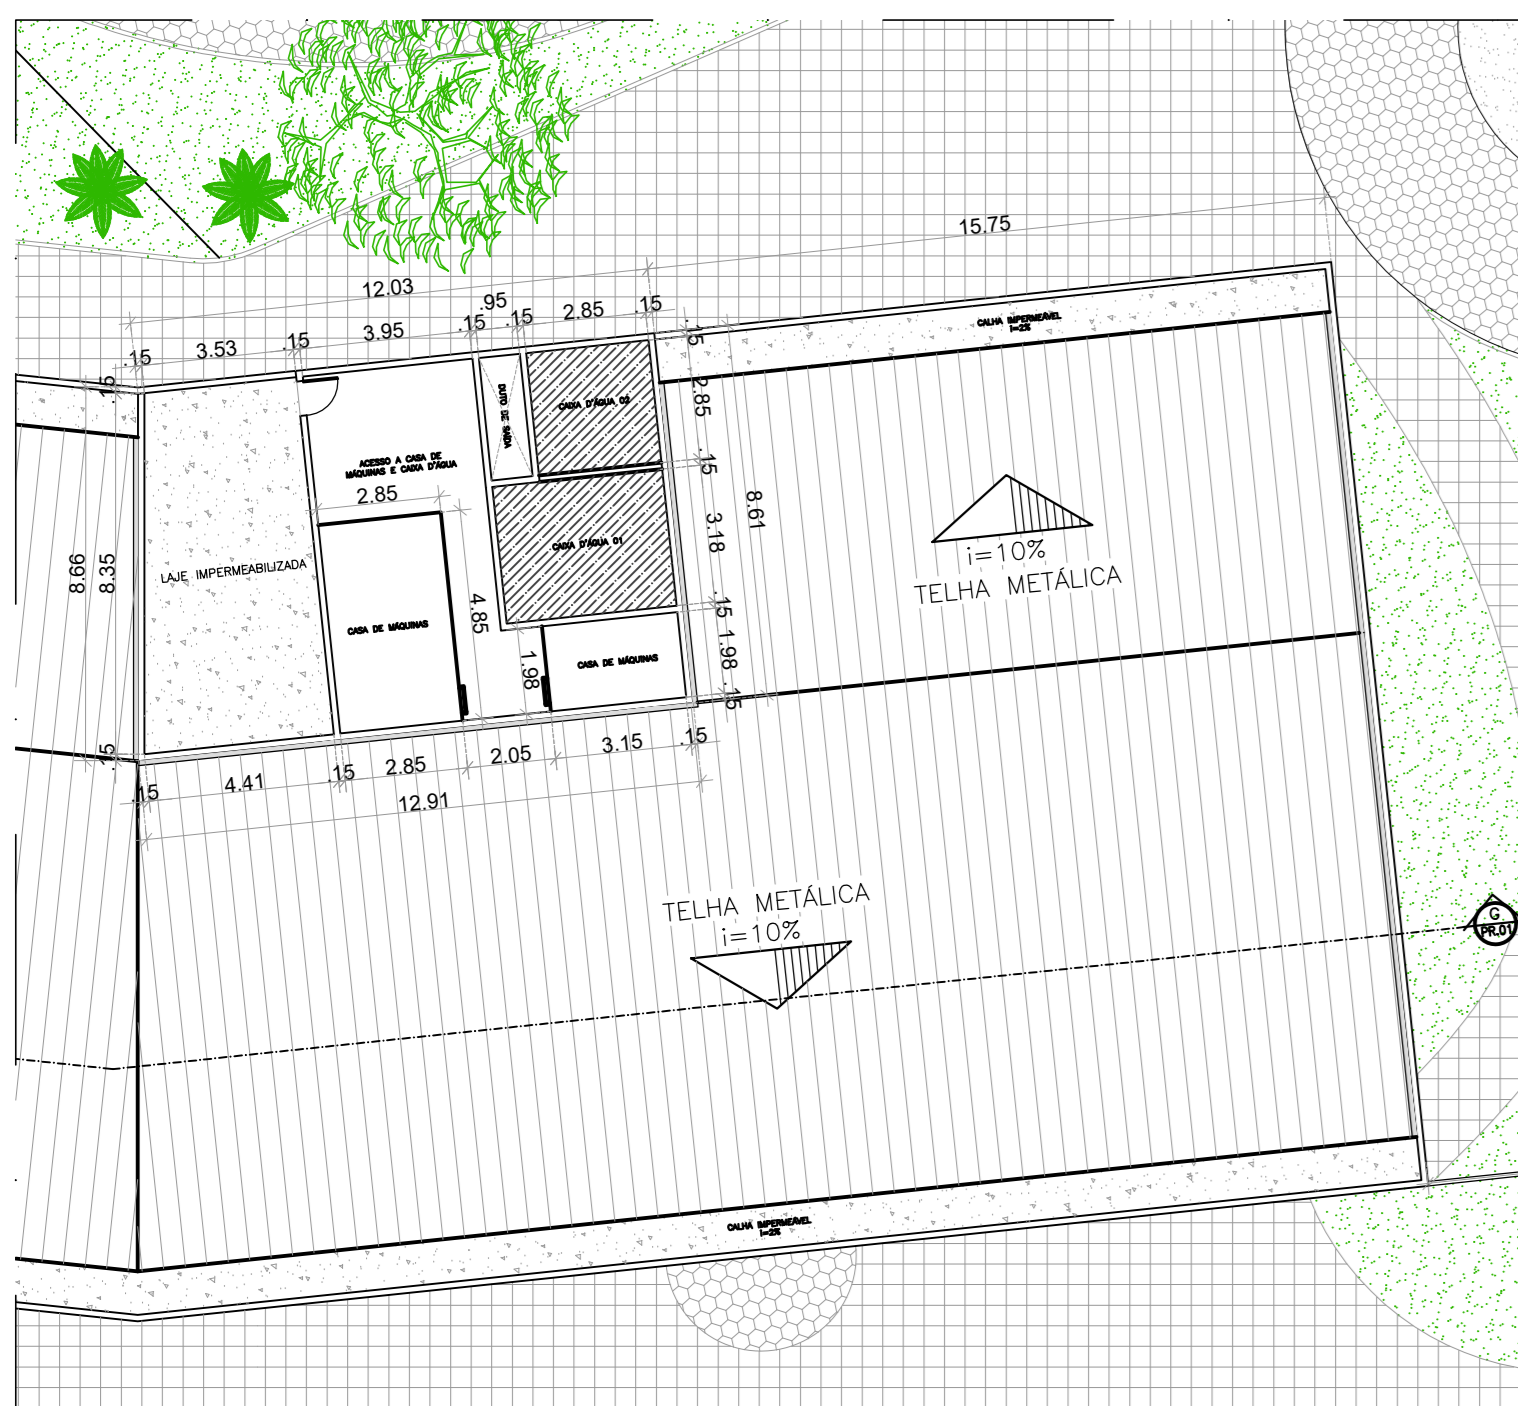 15.75
12.03
.95
2.85
.15
.15
.15
3.95
.15
3.53
.15
.15
.15
CALHA IMPERMEÁVEL
i=2%
2.85
CAIXA D'ÁGUA 02
DUTO DE SAÍDA
ACESSO A CASA DE
MÁQUINAS E CAIXA D'ÁGUA
.15
2.85
8.61
3.18
CAIXA D'ÁGUA 01
i=10%
TELHA METÁLICA
8.66
8.35
LAJE IMPERMEABILIZADA
4.85
.15
CASA DE MÁQUINAS
1.98
1.98
CASA DE MÁQUINAS
.15
.15
3.15
.15
2.05
2.85
.15
4.41
.15
12.91
TELHA METÁLICA
i=10%
G
PR.01
CALHA IMPERMEÁVEL
i=2%